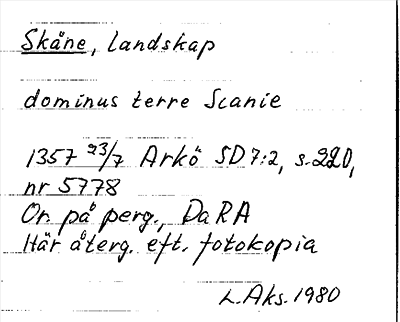 Skåne, landskap
dominus terre Scanie
1357 23/7 Arkö SD 7:2, s. 220,
nr 5778
Or. på perg., DaRA
Här återg. eft. fotokopia
L. Aks. 1980